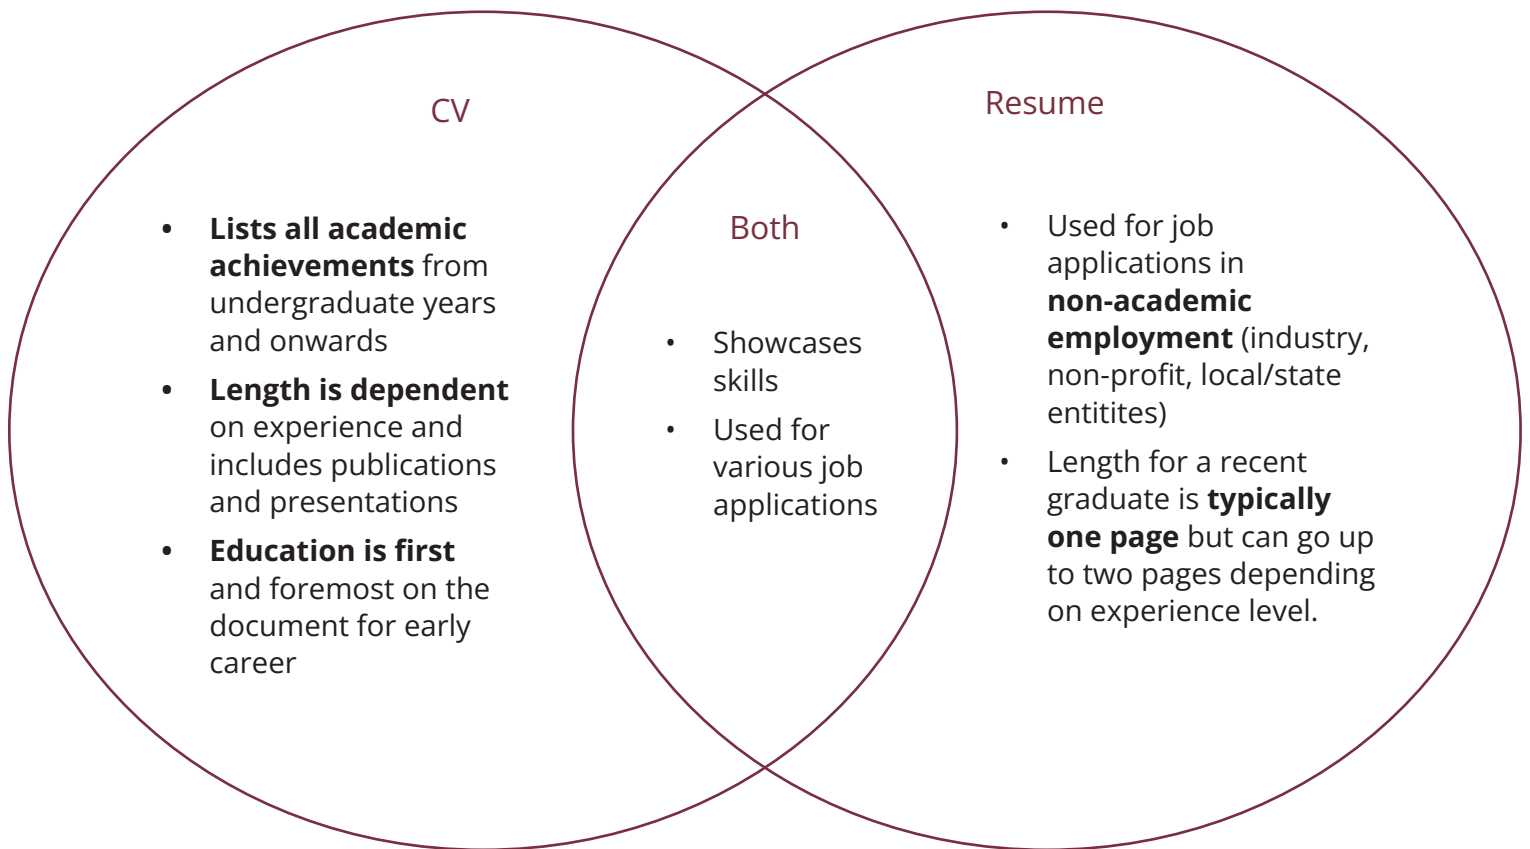 CV
• Lists all academic
achievements from
undergraduate years
and onwards
• Length is dependent
on experience and
includes publications
and presentations
• Education is first
and foremost on the
document for early
career
Both
• Showcases
skills
• Used for
various job
applications
Resume
• Used for job
applications in
non-academic
employment (industry,
non-profit, local/state
entitites)
• Length for a recent
graduate is typically
one page but can go up
to two pages depending
on experience level.